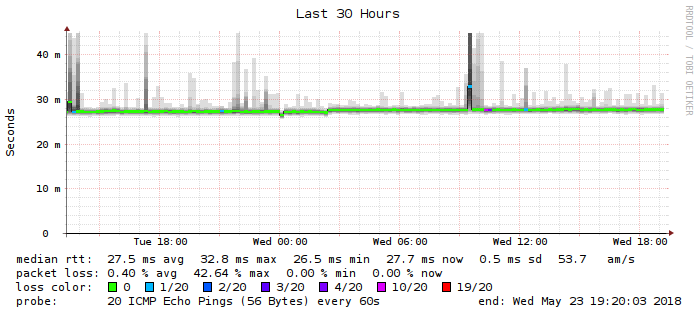 Last 30 Hours
RRDTOOL / TOBI OETIKER
Seconds
40 m
30 m
20 m
10 m
0
Tue 18:00 Wed 00:00 Wed 06:00 Wed 12:00 Wed 18:00
median rtt: 27.5 ms avg 32.8 ms max 26.5 ms min 27.7 ms now 0.5 ms sd 53.7 am/s
packet loss: 0.40 % avg 42.64 % max 0.00 % min 0.00 % now
loss color: 0 1/20 2/20 3/20 4/20 10/20 19/20
probe: 20 ICMP Echo Pings (56 Bytes) every 60s end: Wed May 23 19:20:03 2018